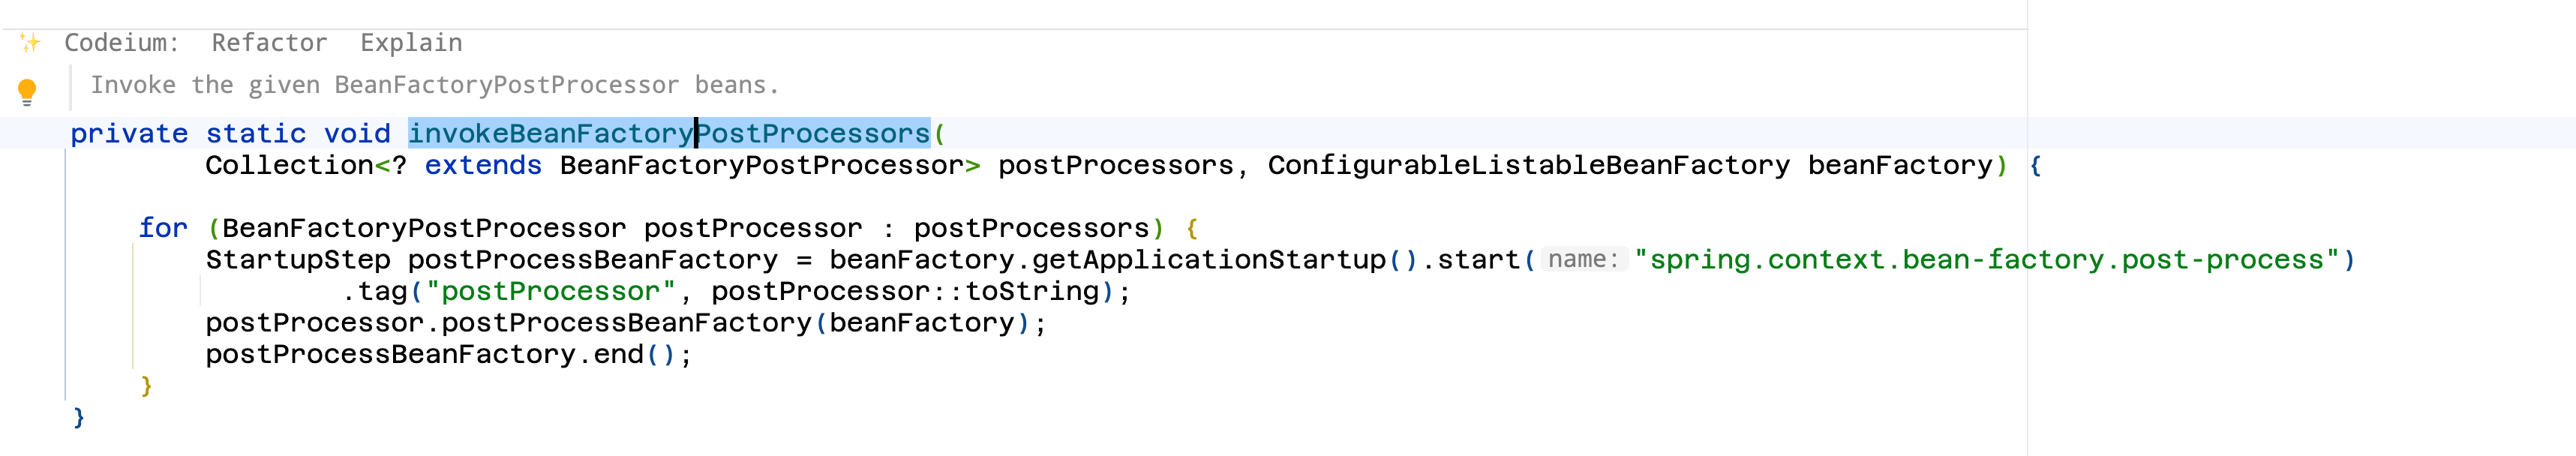 Codeium: Refactor Explain
Invoke the given BeanFactoryPostProcessor beans.
private static void invokeBeanFactoryPostProcessors(
Collection<? extends BeanFactoryPostProcessor> postProcessors, ConfigurableListableBeanFactory beanFactory) {
for (BeanFactoryPostProcessor postProcessor : postProcessors) {
StartupStep postProcessBeanFactory = beanFactory.getApplicationStartup().start( name: "spring.context.bean-factory.post-process")
.tag("postProcessor", postProcessor::toString);
postProcessor.postProcessBeanFactory(beanFactory);
postProcessBeanFactory.end();
}
}